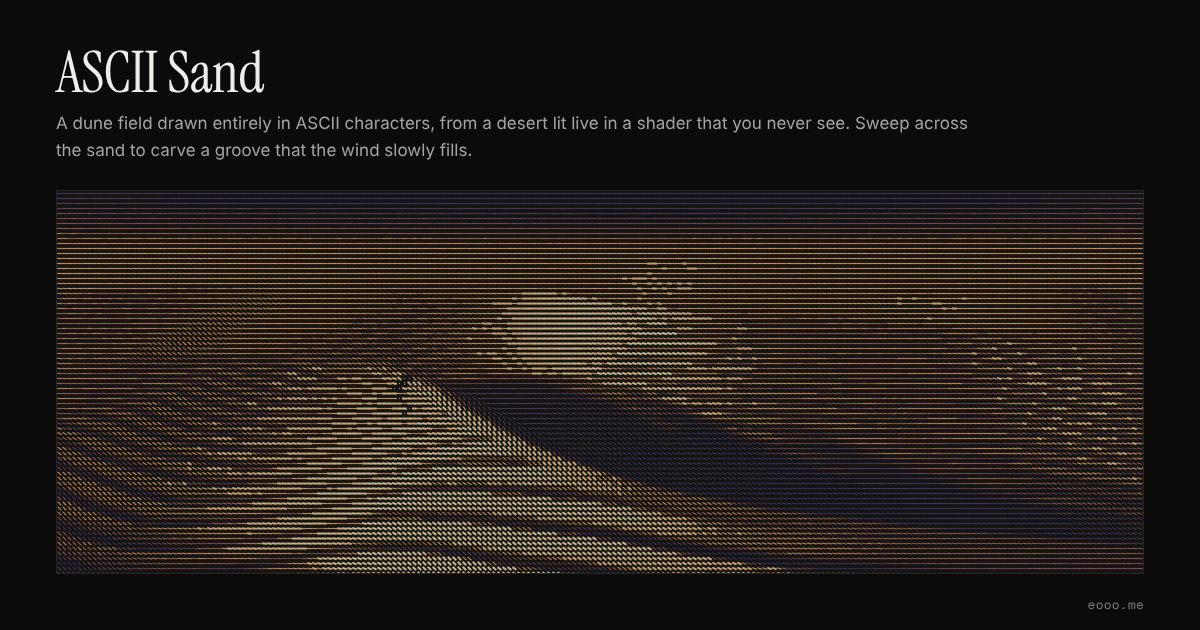 ASCII Sand
A dune field drawn entirely in ASCII characters, from a desert lit live in a shader that you never see. Sweep across
the sand to carve a groove that the wind slowly fills.
eooo.me